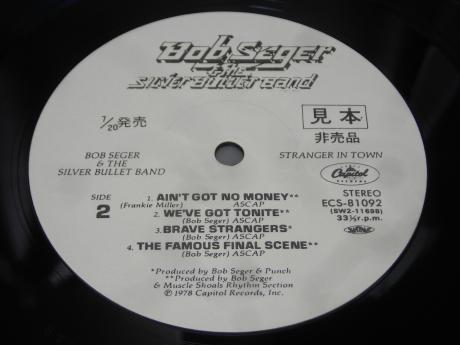 Bob Seger
& the
Silver Bullet Band
1/20発売
見本
非売品
BOB SEGER
& THE
SILVER BULLET BAND
STRANGER IN TOWN
Capitol
RECORDS
SIDE
2
STEREO
ECS-81092
(SW2-11698)
33⅓r.p.m.
1. AIN'T GOT NO MONEY**
(Frankie Miller) ASCAP
2. WE'VE GOT TONITE**
(Bob Seger) ASCAP
3. BRAVE STRANGERS*
(Bob Seger) ASCAP
4. THE FAMOUS FINAL SCENE**
(Bob Seger) ASCAP
*Produced by Bob Seger & Punch
**Produced by Bob Seger
& Muscle Shoals Rhythm Section
℗ 1978 Capitol Records, Inc.